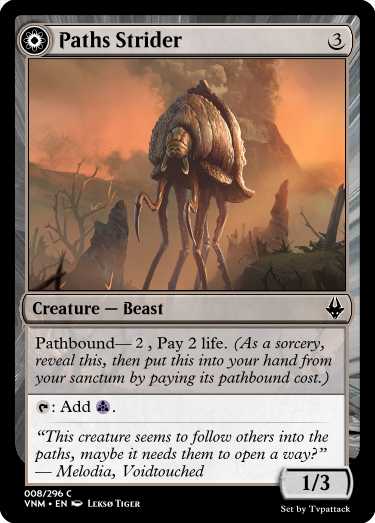 Paths Strider 3
Creature — Beast
Pathbound— 2 , Pay 2 life. (As a sorcery,
reveal this, then put this into your hand from
your sanctum by paying its pathbound cost.)
: Add .
“This creature seems to follow others into the
paths, maybe it needs them to open a way?”
— Melodia, Voidtouched
1/3
008/296 C
VNM • EN Leksø Tiger
Set by Tvpattack